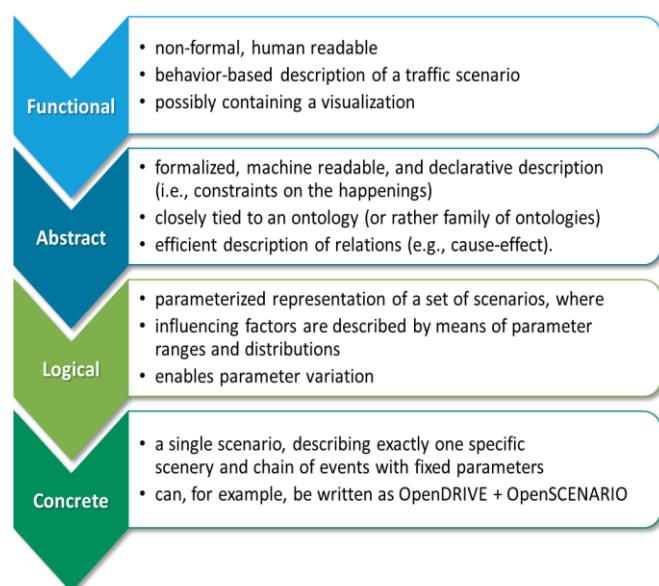 Functional
• non-formal, human readable
• behavior-based description of a traffic scenario
• possibly containing a visualization
Abstract
• formalized, machine readable, and declarative description
(i.e., constraints on the happenings)
• closely tied to an ontology (or rather family of ontologies)
• efficient description of relations (e.g., cause-effect).
Logical
• parameterized representation of a set of scenarios, where
• influencing factors are described by means of parameter
ranges and distributions
• enables parameter variation
Concrete
• a single scenario, describing exactly one specific
scenery and chain of events with fixed parameters
• can, for example, be written as OpenDRIVE + OpenSCENARIO